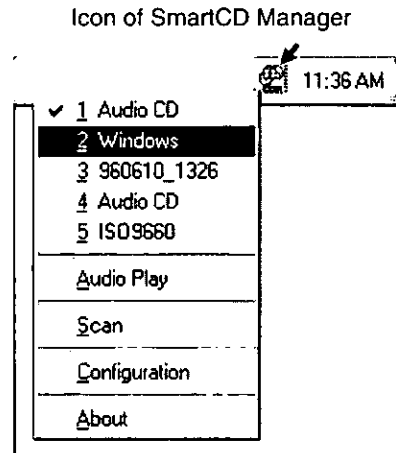 Icon of SmartCD Manager
11:36 AM
✔ 1 Audio CD
2 Windows
3 960610_1326
4 Audio CD
5 ISO9660
Audio Play
Scan
Configuration
About